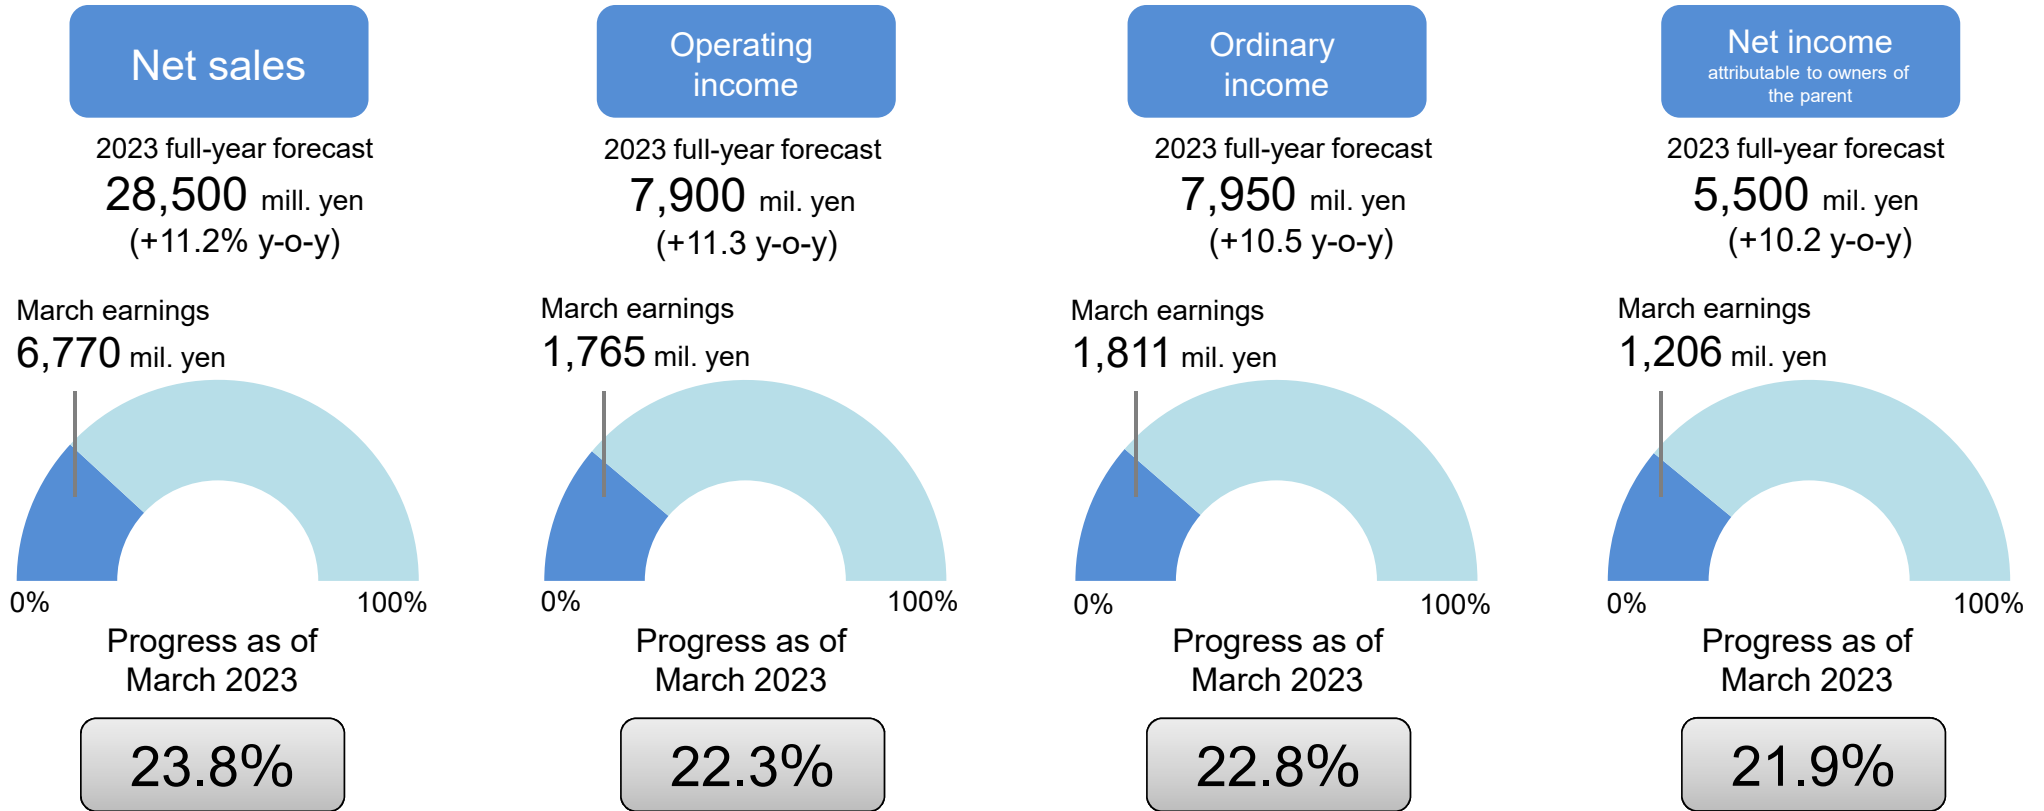 Net sales
2023 full-year forecast
28,500 mill. yen
(+11.2% y-o-y)
March earnings
6,770 mil. yen
0%
100%
Progress as of
March 2023
23.8%
Operating
income
2023 full-year forecast
7,900 mil. yen
(+11.3 y-o-y)
March earnings
1,765 mil. yen
0%
100%
Progress as of
March 2023
22.3%
Ordinary
income
2023 full-year forecast
7,950 mil. yen
(+10.5 y-o-y)
March earnings
1,811 mil. yen
0%
100%
Progress as of
March 2023
22.8%
Net income
attributable to owners of
the parent
2023 full-year forecast
5,500 mil. yen
(+10.2 y-o-y)
March earnings
1,206 mil. yen
0%
100%
Progress as of
March 2023
21.9%